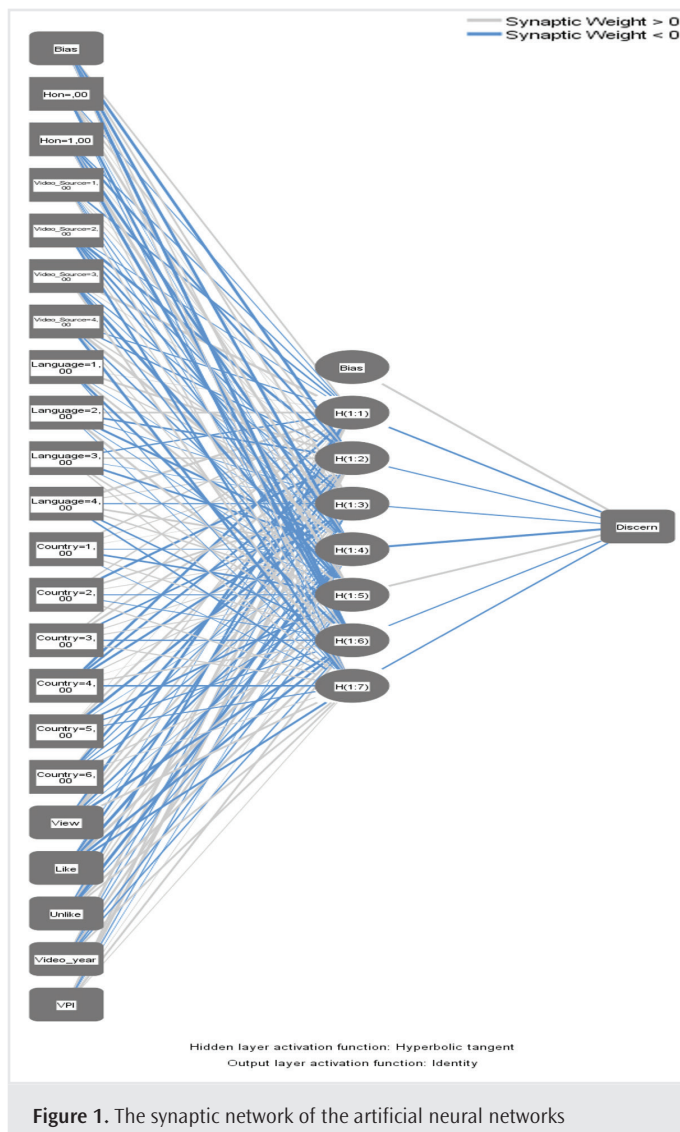 Synaptic Weight > 0
Synaptic Weight < 0
Bias
Hon=,00
Hon=1,00
Video_Source=1,
00
Video_Source=2,
00
Video_Source=3,
00
Video_Source=4,
00
Language=1,
00
Language=2,
00
Language=3,
00
Language=4,
00
Country=1,
00
Country=2,
00
Country=3,
00
Country=4,
00
Country=5,
00
Country=6,
00
View
Like
Unlike
Video_year
VPI
Bias
H(1:1)
H(1:2)
H(1:3)
H(1:4)
H(1:5)
H(1:6)
H(1:7)
Discern
Hidden layer activation function: Hyperbolic tangent
Output layer activation function: Identity
Figure 1. The synaptic network of the artificial neural networks